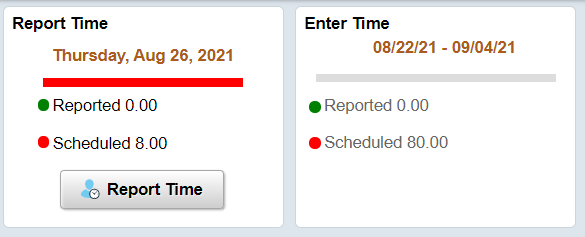 Report Time
Thursday, Aug 26, 2021
Reported 0.00
Scheduled 8.00
Report Time
Enter Time
08/22/21 - 09/04/21
Reported 0.00
Scheduled 80.00